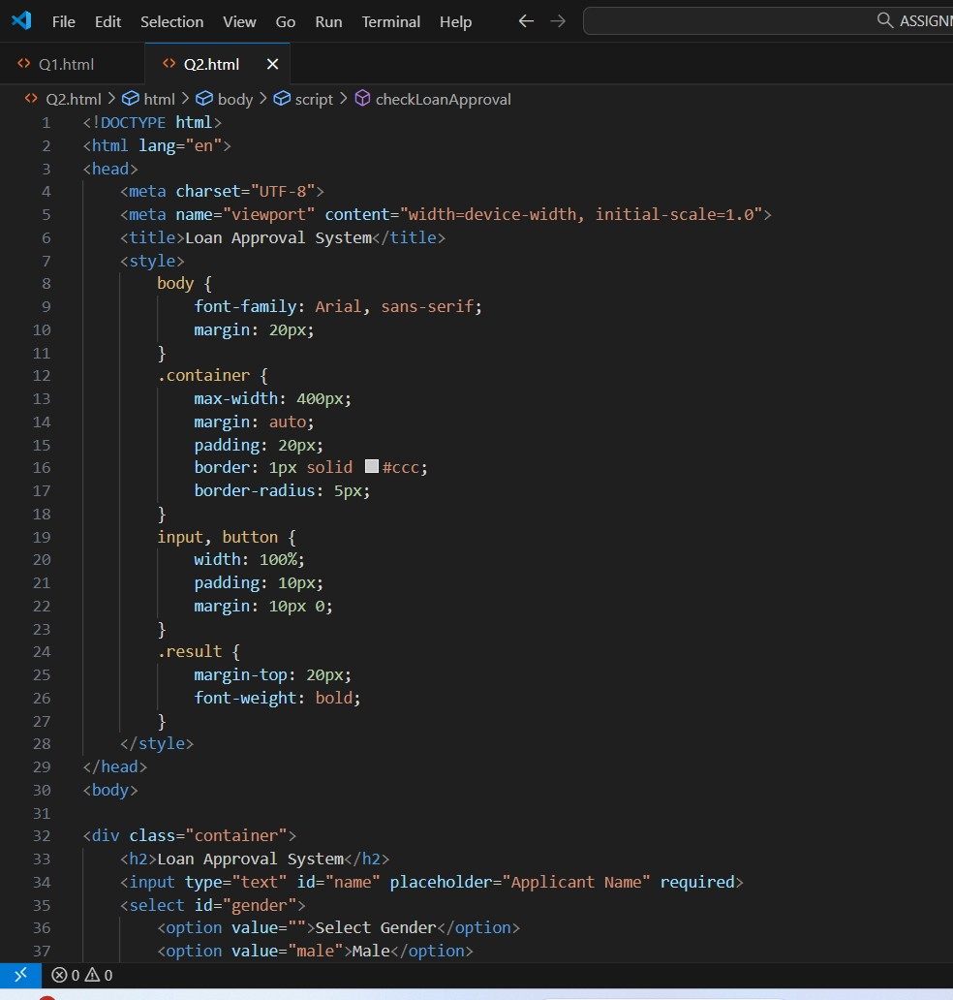 File Edit Selection View Go Run Terminal Help ASSIGN
Q1.html Q2.html
Q2.html > html > body > script > checkLoanApproval
1 <!DOCTYPE html>
2 <html lang="en">
3 <head>
4     <meta charset="UTF-8">
5     <meta name="viewport" content="width=device-width, initial-scale=1.0">
6     <title>Loan Approval System</title>
7     <style>
8         body {
9             font-family: Arial, sans-serif;
10             margin: 20px;
11         }
12         .container {
13             max-width: 400px;
14             margin: auto;
15             padding: 20px;
16             border: 1px solid #ccc;
17             border-radius: 5px;
18         }
19         input, button {
20             width: 100%;
21             padding: 10px;
22             margin: 10px 0;
23         }
24         .result {
25             margin-top: 20px;
26             font-weight: bold;
27         }
28     </style>
29 </head>
30 <body>
31
32 <div class="container">
33     <h2>Loan Approval System</h2>
34     <input type="text" id="name" placeholder="Applicant Name" required>
35     <select id="gender">
36         <option value="">Select Gender</option>
37         <option value="male">Male</option>
0 0